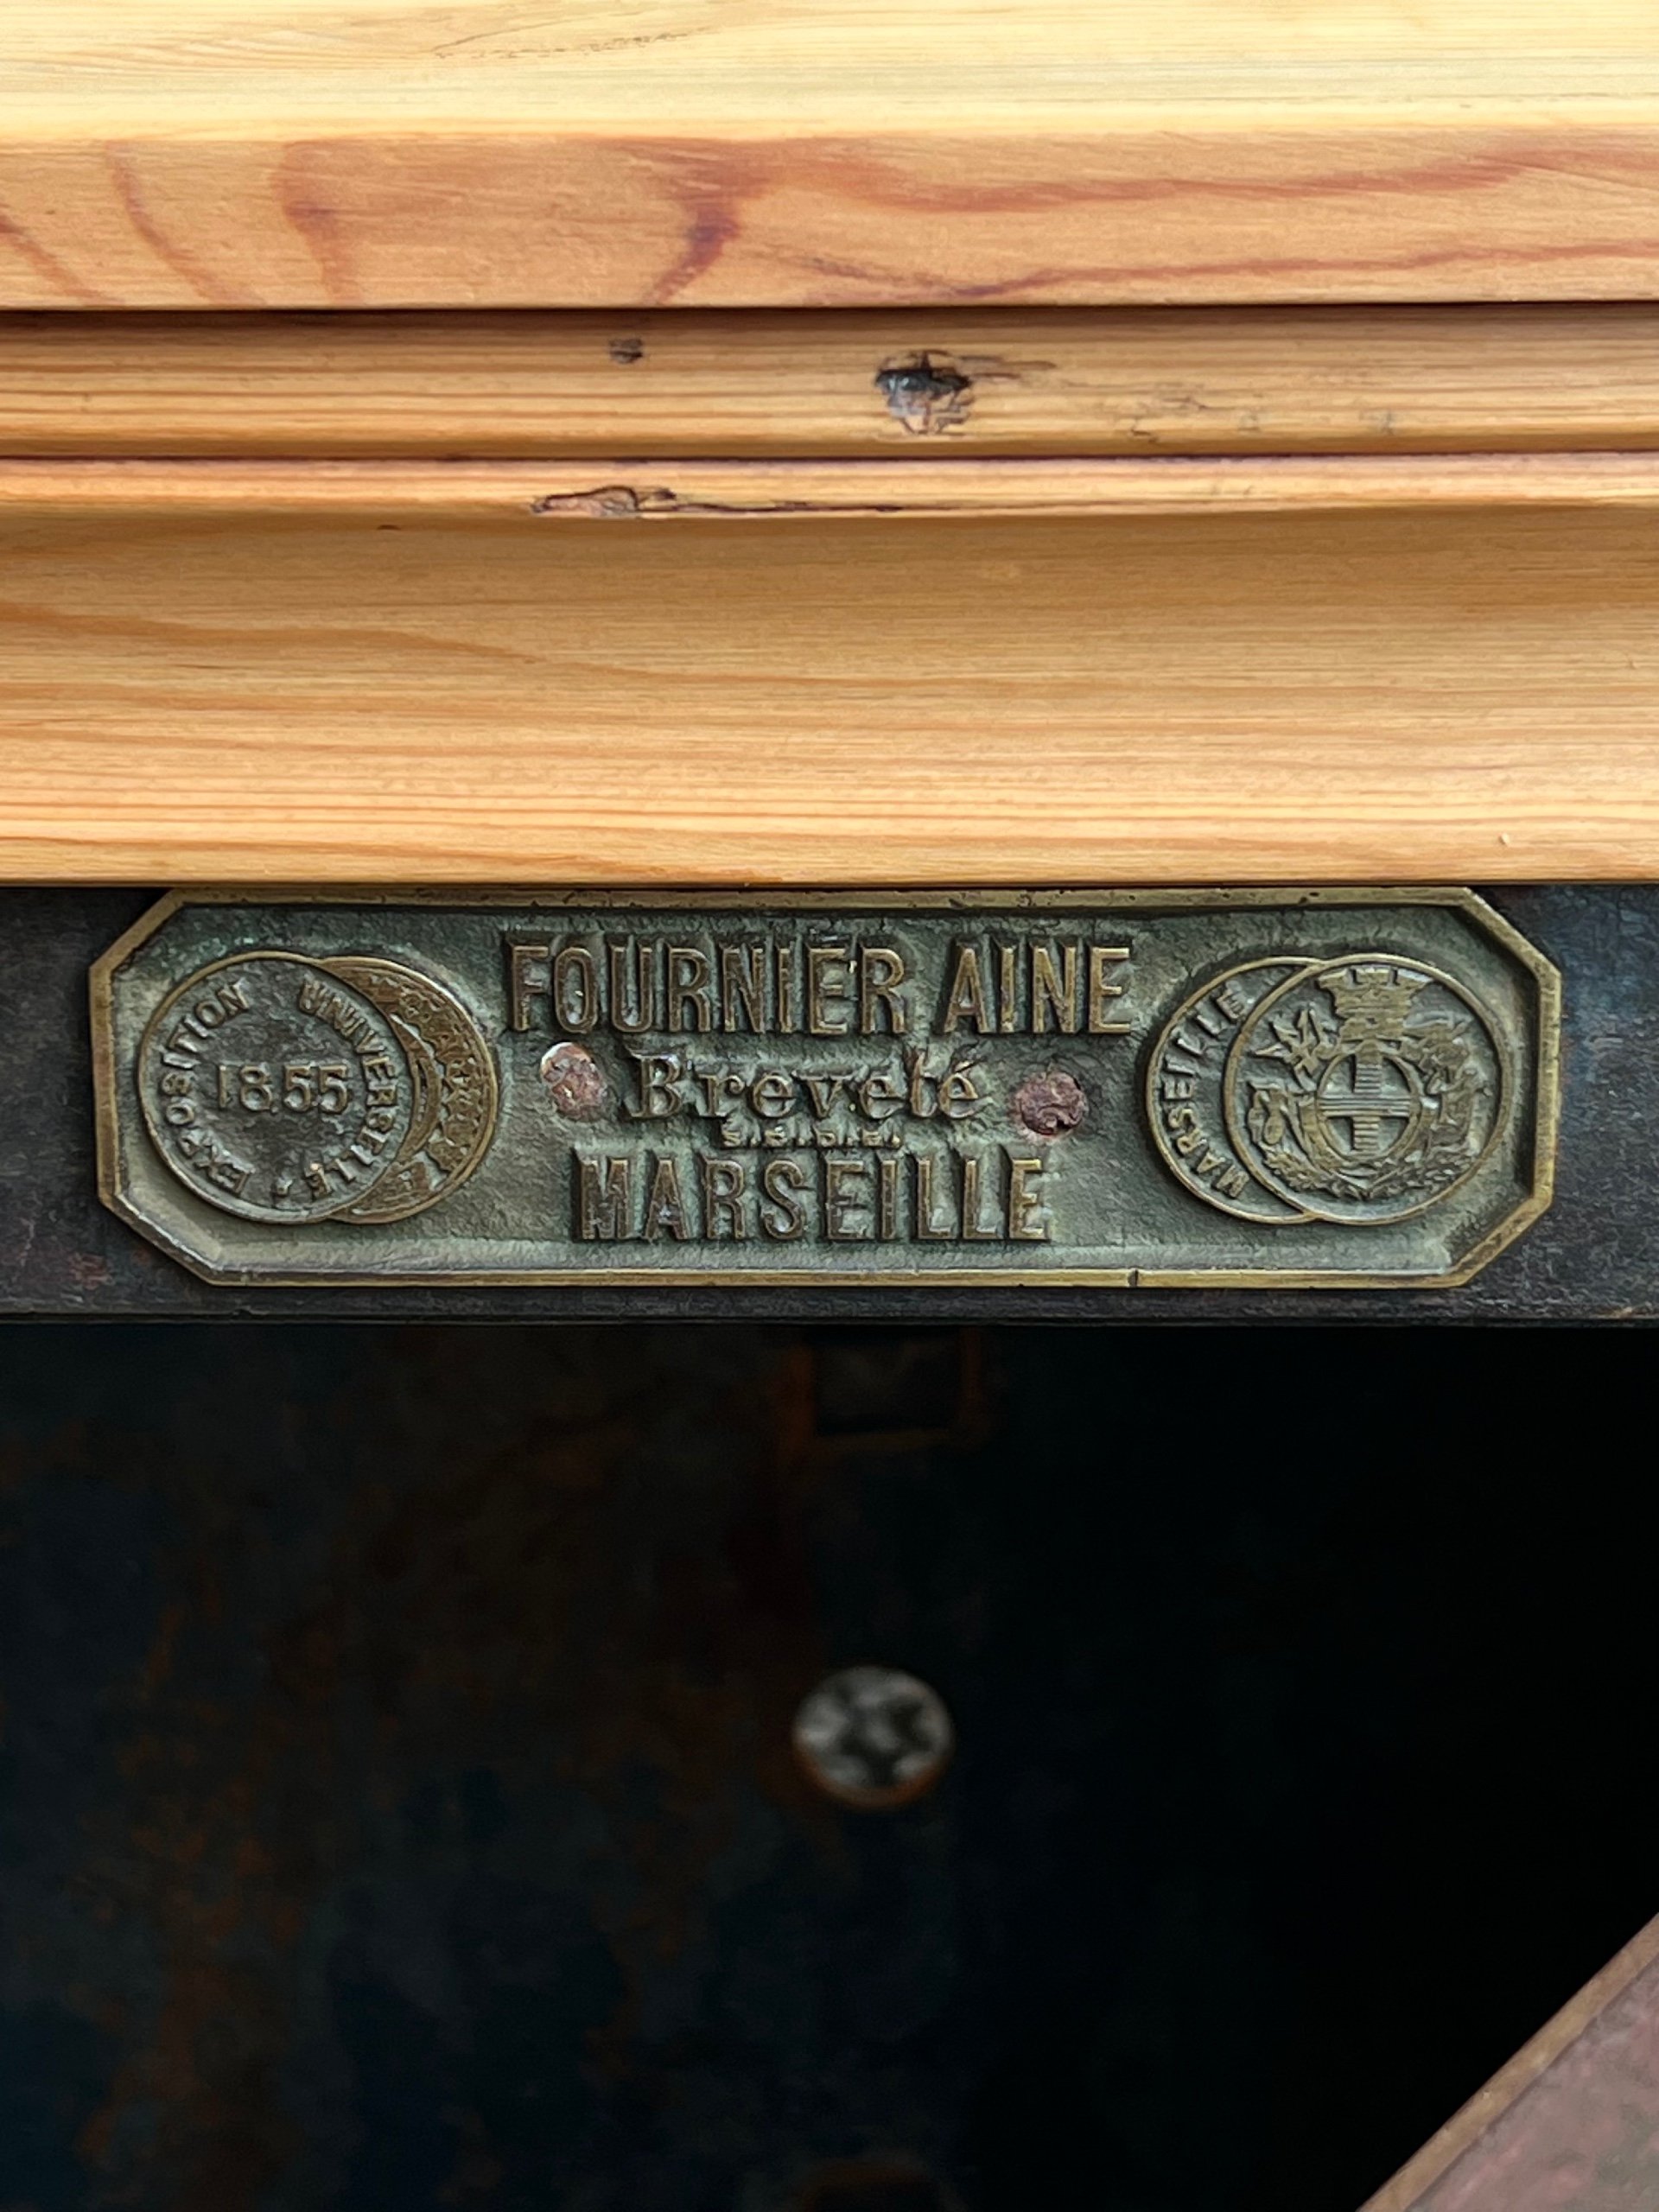 EXPOSITION UNIVERSELLE
1855
FOURNIER AINE
Breveté
S.G.D.G.
MARSEILLE
MARSEILLE